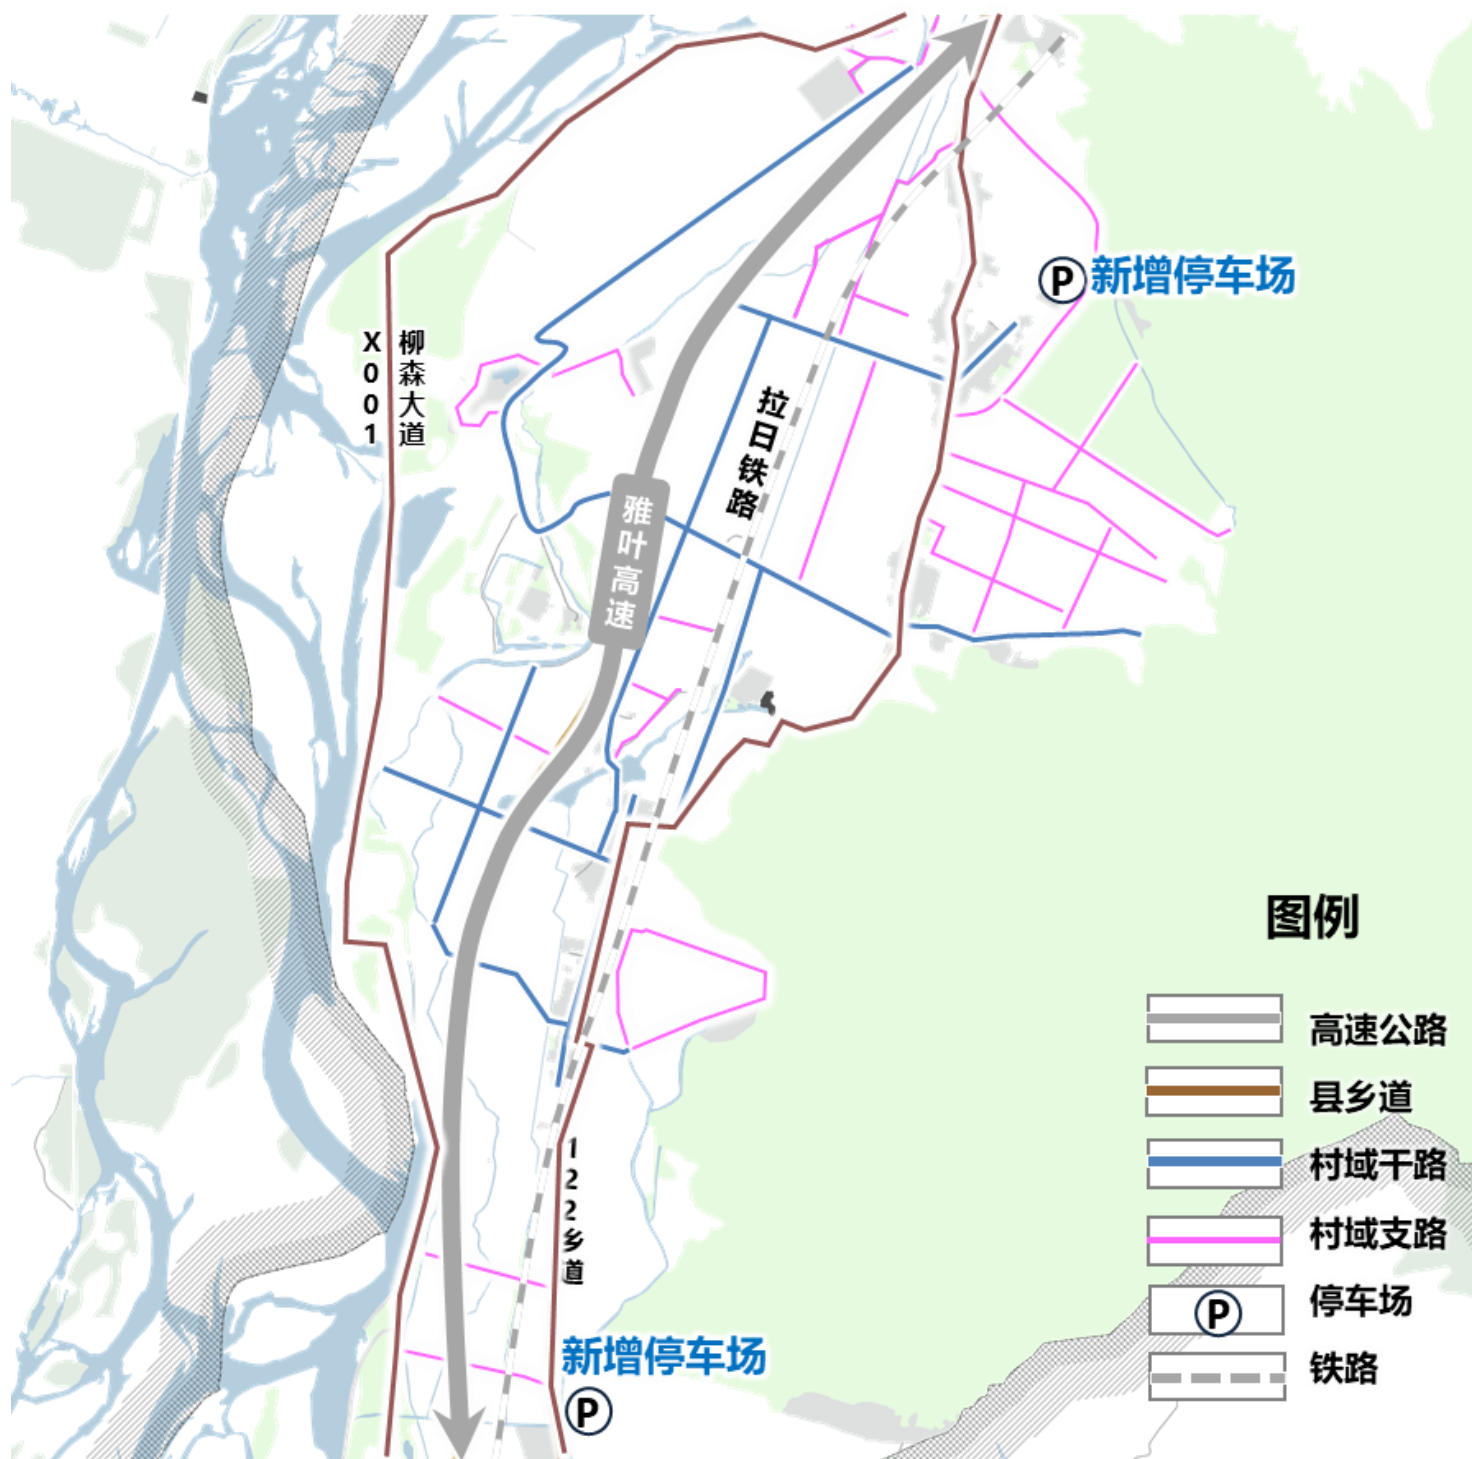 P 新增停车场
X001
柳森大道
拉日铁路
雅叶高速
122乡道
新增停车场
P
图例
高速公路
县乡道
村域干路
村域支路
P 停车场
铁路